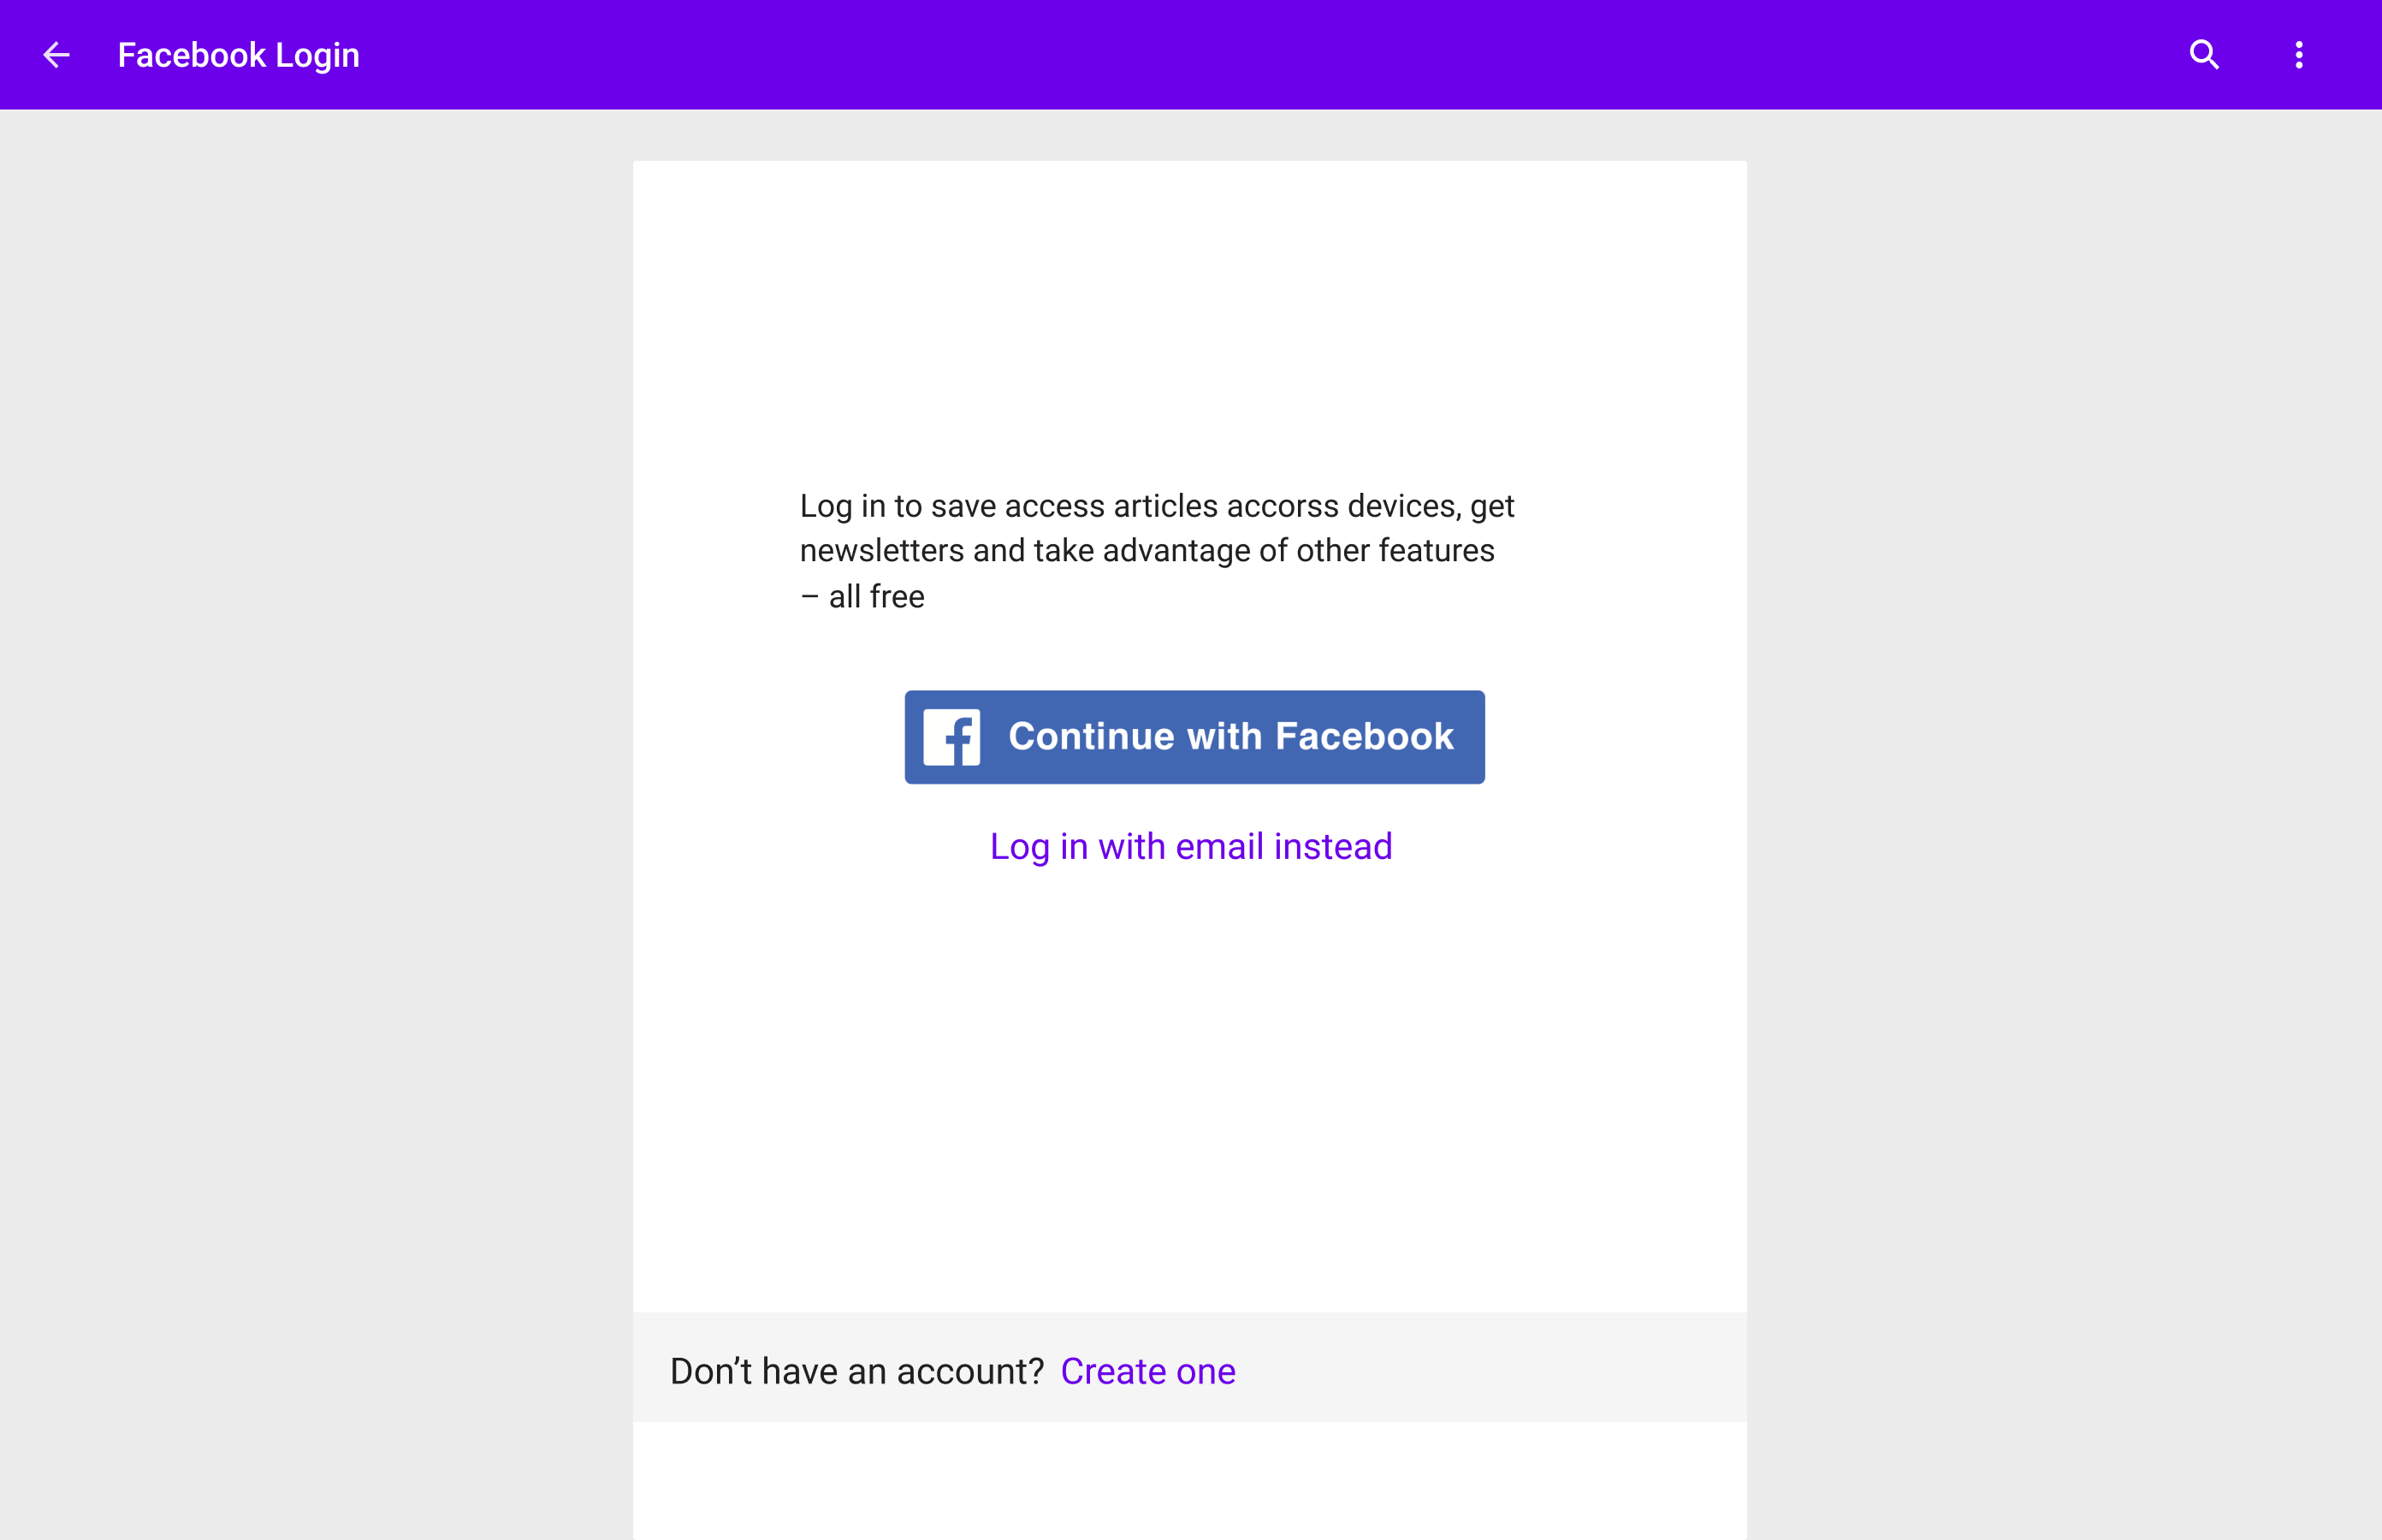 Facebook Login
Log in to save access articles accorss devices, get
newsletters and take advantage of other features
– all free
Continue with Facebook
Log in with email instead
Don’t have an account? Create one